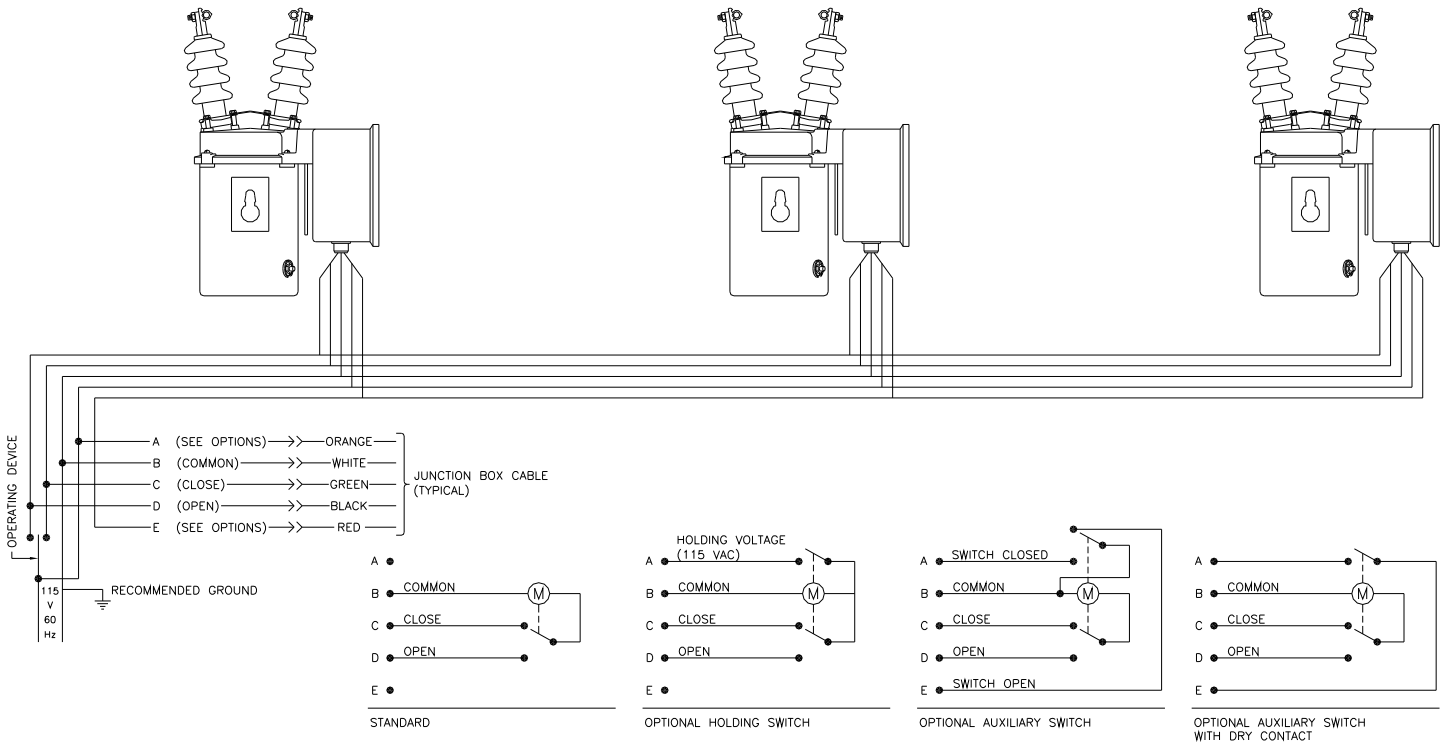 OPERATING DEVICE
A (SEE OPTIONS) ORANGE
B (COMMON) WHITE
C (CLOSE) GREEN
D (OPEN) BLACK
E (SEE OPTIONS) RED
JUNCTION BOX CABLE
(TYPICAL)
115
V
60
Hz
RECOMMENDED GROUND
A
B COMMON
M
C CLOSE
D OPEN
E
STANDARD
HOLDING VOLTAGE
A (115 VAC)
B COMMON
M
C CLOSE
D OPEN
E
OPTIONAL HOLDING SWITCH
A SWITCH CLOSED
B COMMON
M
C CLOSE
D OPEN
E SWITCH OPEN
OPTIONAL AUXILIARY SWITCH
A
B COMMON
M
C CLOSE
D OPEN
E
OPTIONAL AUXILIARY SWITCH
WITH DRY CONTACT